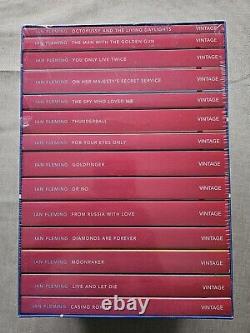 IAN FLEMING OCTOPUSSY AND THE LIVING DAYLIGHTS VINTAGE
IAN FLEMING THE MAN WITH THE GOLDEN GUN VINTAGE
IAN FLEMING YOU ONLY LIVE TWICE VINTAGE
IAN FLEMING ON HER MAJESTY'S SECRET SERVICE VINTAGE
IAN FLEMING THE SPY WHO LOVED ME VINTAGE
IAN FLEMING THUNDERBALL VINTAGE
IAN FLEMING FOR YOUR EYES ONLY VINTAGE
IAN FLEMING GOLDFINGER VINTAGE
IAN FLEMING DR NO VINTAGE
IAN FLEMING FROM RUSSIA WITH LOVE VINTAGE
IAN FLEMING DIAMONDS ARE FOREVER VINTAGE
IAN FLEMING MOONRAKER VINTAGE
IAN FLEMING LIVE AND LET DIE VINTAGE
IAN FLEMING CASINO ROYALE VINTAGE